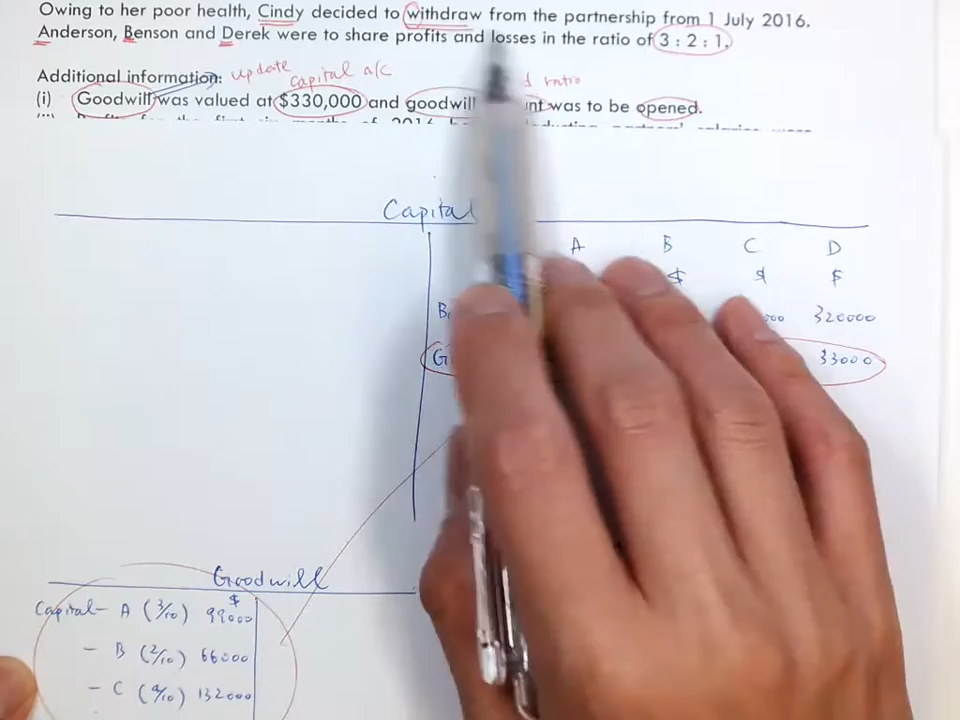 Owing to her poor health, Cindy decided to withdraw from the partnership from 1 July 2016.
Anderson, Benson and Derek were to share profits and losses in the ratio of 3 : 2 : 1.
Additional information: update capital a/c ratio
(i) Goodwill was valued at $330,000 and goodwill was to be opened.
Capital
A B C D
$ $ $
320000
33000
Goodwill
$
Capital - A (3/10) 99000
- B (2/10) 66000
- C (4/10) 132000